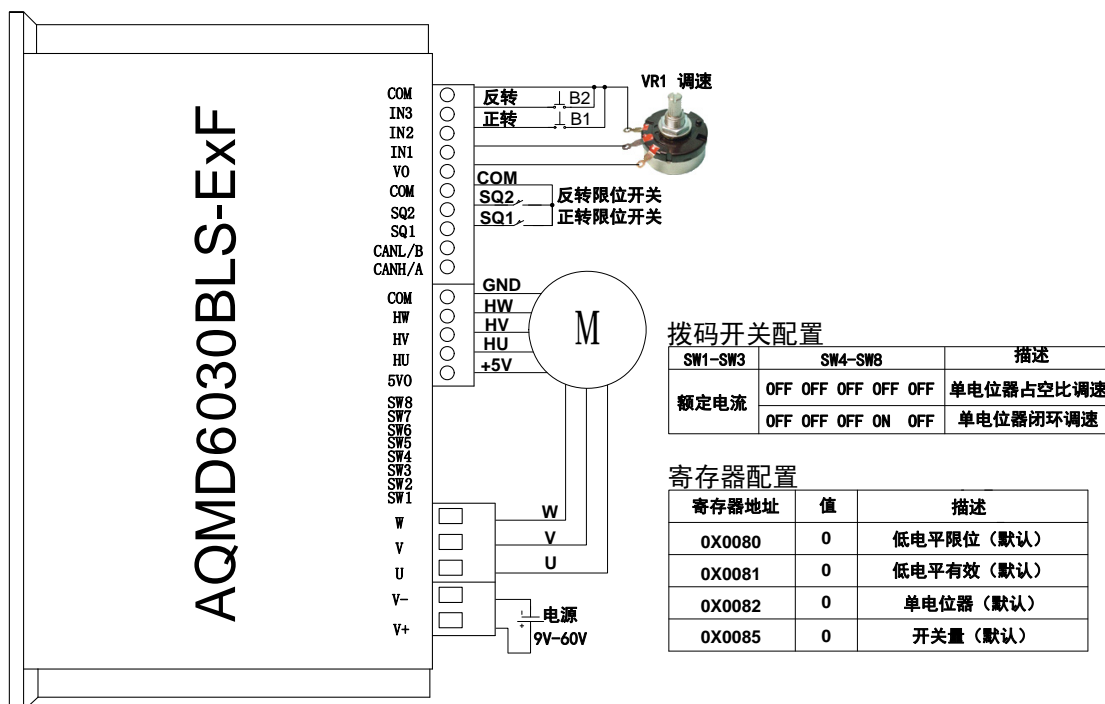 AQMD6030BLS-ExF
COM
IN3
IN2
IN1
VO
COM
SQ2
SQ1
CANL/B
CANH/A
COM
HW
HV
HU
5VO
SW8
SW7
SW6
SW5
SW4
SW3
SW2
SW1
W
V
U
V-
V+
反转 B2
正转 B1
VR1 调速
COM
SQ2 反转限位开关
SQ1 正转限位开关
GND
HW
HV
HU
+5V
M
W
V
U
- 电源
+ 9V-60V
拨码开关配置
SW1-SW3 SW4-SW8 描述
额定电流 OFF OFF OFF OFF OFF 单电位器占空比调速
OFF OFF OFF ON OFF 单电位器闭环调速
寄存器配置
寄存器地址 值 描述
0X0080 0 低电平限位（默认）
0X0081 0 低电平有效（默认）
0X0082 0 单电位器（默认）
0X0085 0 开关量（默认）